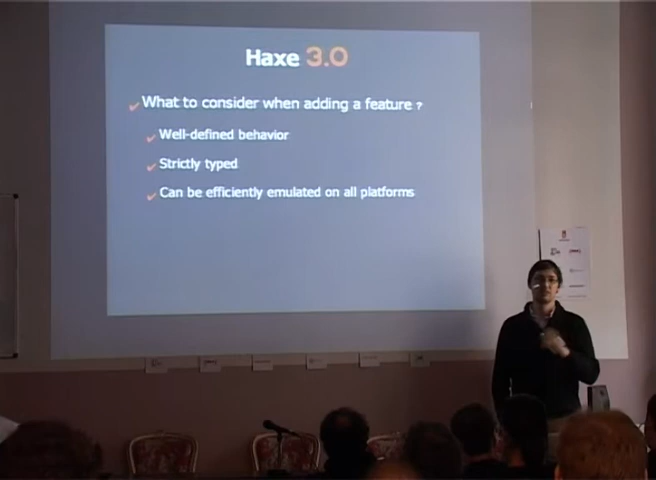 Haxe 3.0
What to consider when adding a feature ?
Well-defined behavior
Strictly typed
Can be efficiently emulated on all platforms